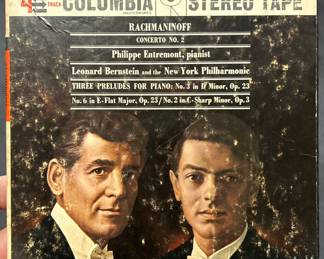 4 TRACK COLUMBIA STEREO TAPE
RACHMANINOFF
CONCERTO NO. 2
Philippe Entremont, pianist
Leonard Bernstein and the New York Philharmonic
THREE PRELUDES FOR PIANO: No. 3 in D Minor, Op. 23
No. 6 in E-Flat Major, Op. 23 / No. 2 in C-Sharp Minor, Op. 3